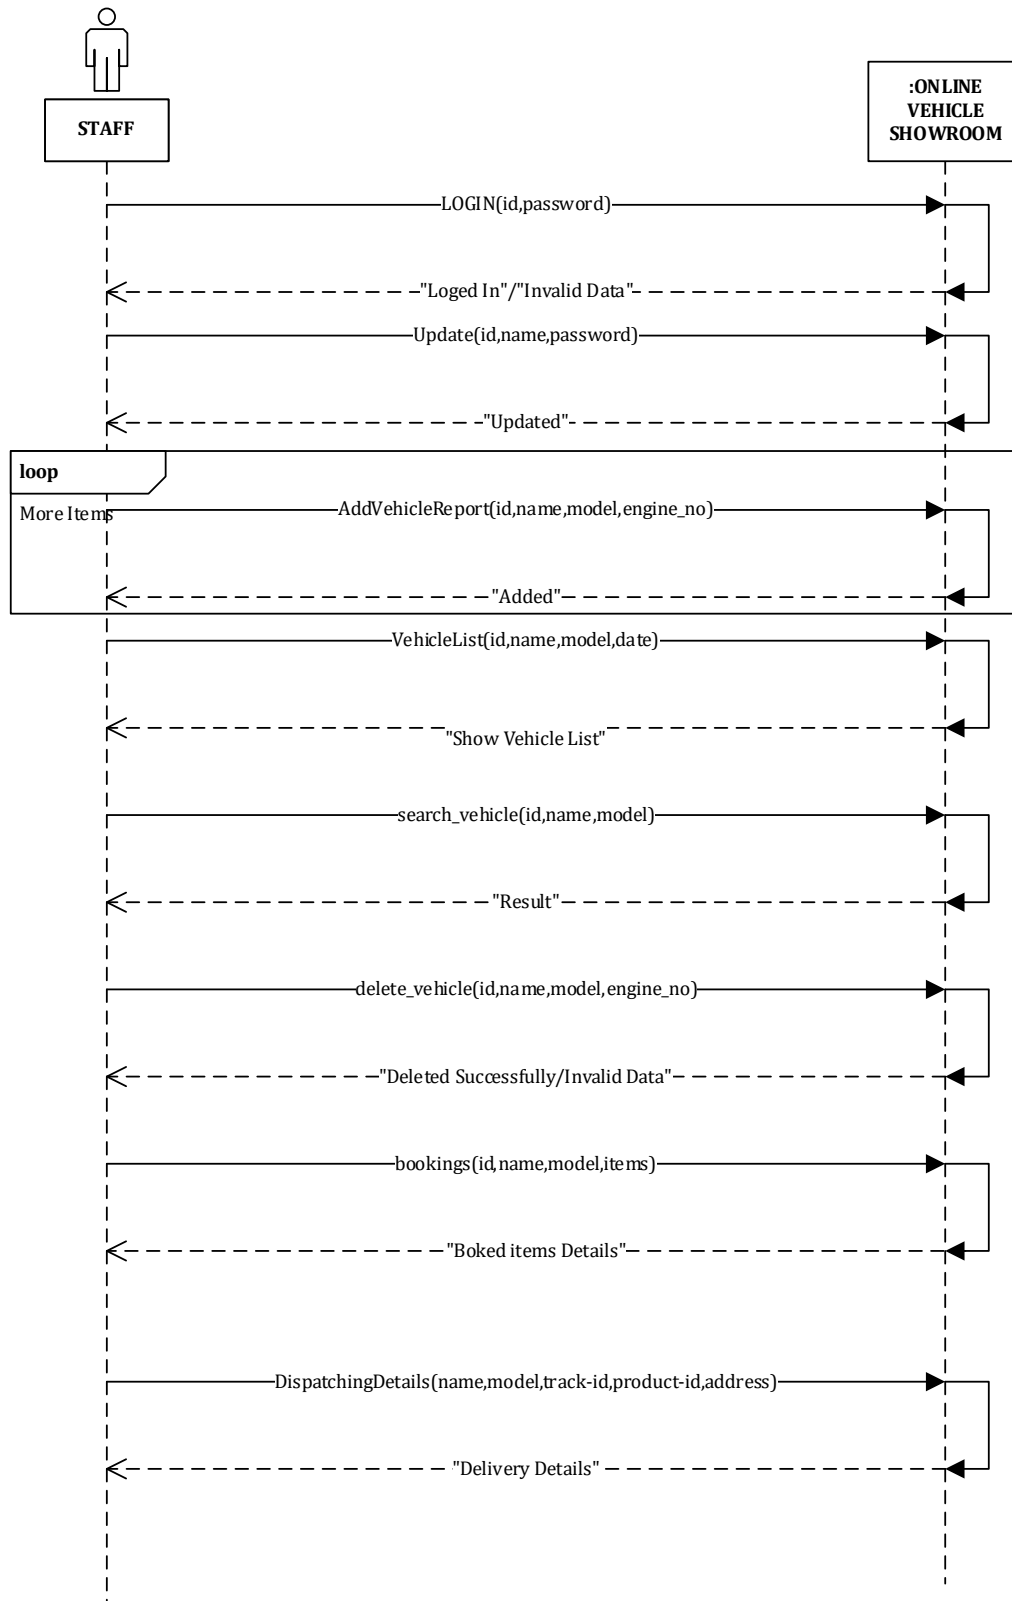 STAFF
:ONLINE
VEHICLE
SHOWROOM
LOGIN(id,password)
"Loged In"/"Invalid Data"
Update(id,name,password)
"Updated"
loop
More Items
AddVehicleReport(id,name,model,engine_no)
"Added"
VehicleList(id,name,model,date)
"Show Vehicle List"
search_vehicle(id,name,model)
"Result"
delete_vehicle(id,name,model,engine_no)
"Deleted Successfully/Invalid Data"
bookings(id,name,model,items)
"Boked items Details"
DispatchingDetails(name,model,track-id,product-id,address)
"Delivery Details"